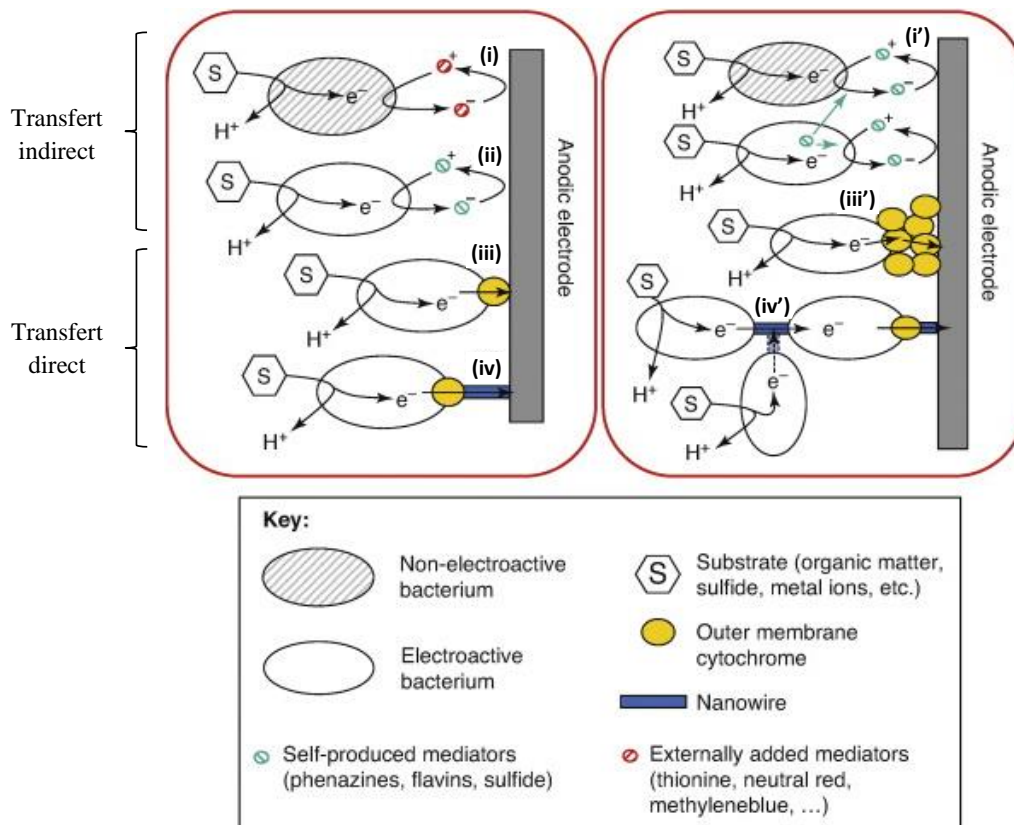 Transfert
indirect
Transfert
direct
S
e⁻
H⁺
(i)
+
−
S
e⁻
H⁺
(ii)
+
−
S
e⁻
H⁺
(iii)
S
e⁻
H⁺
(iv)
Anodic electrode
S
e⁻
H⁺
(i')
+
−
S
e⁻
H⁺
+
−
S
e⁻
H⁺
(iii')
S
e⁻
H⁺
(iv')
e⁻
S
e⁻
H⁺
Anodic electrode
Key:
Non-electroactive
bacterium
Electroactive
bacterium
Self-produced mediators
(phenazines, flavins, sulfide)
S
Substrate (organic matter,
sulfide, metal ions, etc.)
Outer membrane
cytochrome
Nanowire
Externally added mediators
(thionine, neutral red,
methyleneblue, ...)